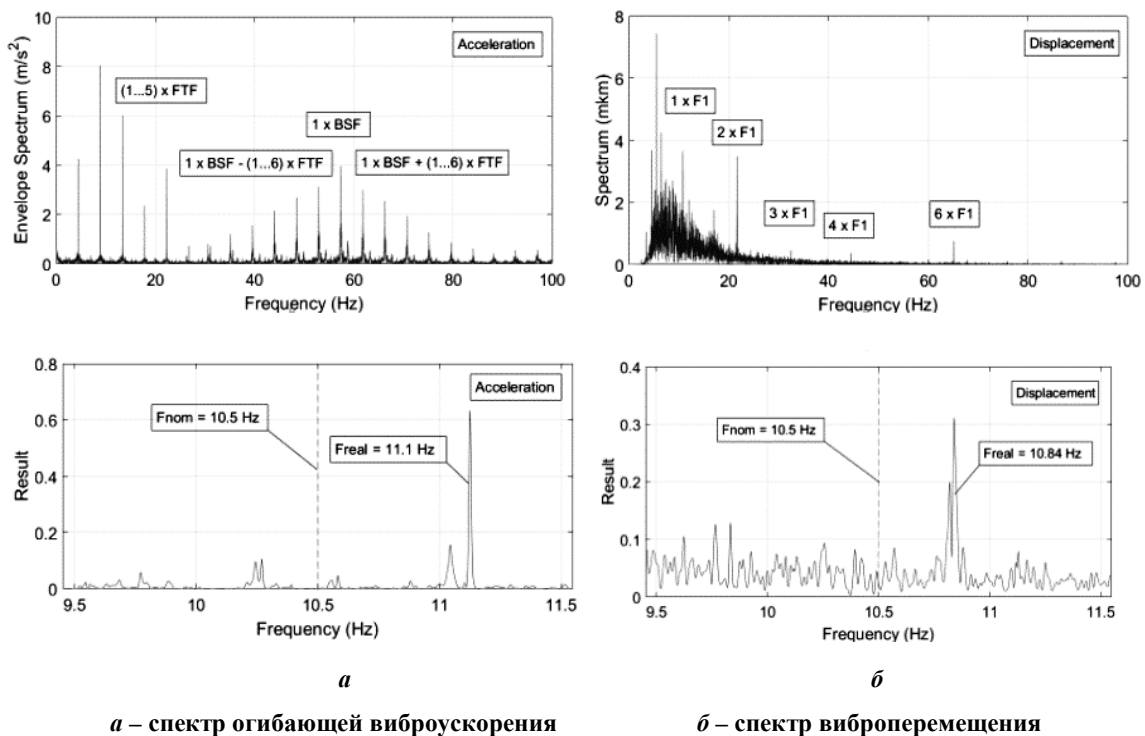 Envelope Spectrum (m/s²)
10
8
6
4
2
0
0 20 40 60 80 100
Frequency (Hz)
Acceleration
(1...5) x FTF
1 x BSF
1 x BSF - (1...6) x FTF
1 x BSF + (1...6) x FTF
Spectrum (mkm)
8
6
4
2
0
0 20 40 60 80 100
Frequency (Hz)
Displacement
1 x F1
2 x F1
3 x F1
4 x F1
6 x F1
Result
0.8
0.6
0.4
0.2
0
9.5 10 10.5 11 11.5
Frequency (Hz)
Acceleration
Fnom = 10.5 Hz
Freal = 11.1 Hz
Result
0.4
0.3
0.2
0.1
0
9.5 10 10.5 11 11.5
Frequency (Hz)
Displacement
Fnom = 10.5 Hz
Freal = 10.84 Hz
а
б
а – спектр огибающей виброускорения
б – спектр виброперемещения